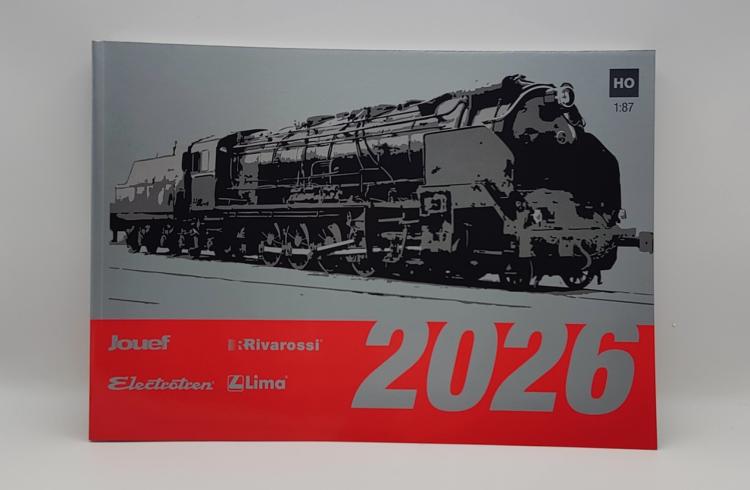 HO
1:87
Jouef
Rivarossi®
2026
Electrotren®
Lima®